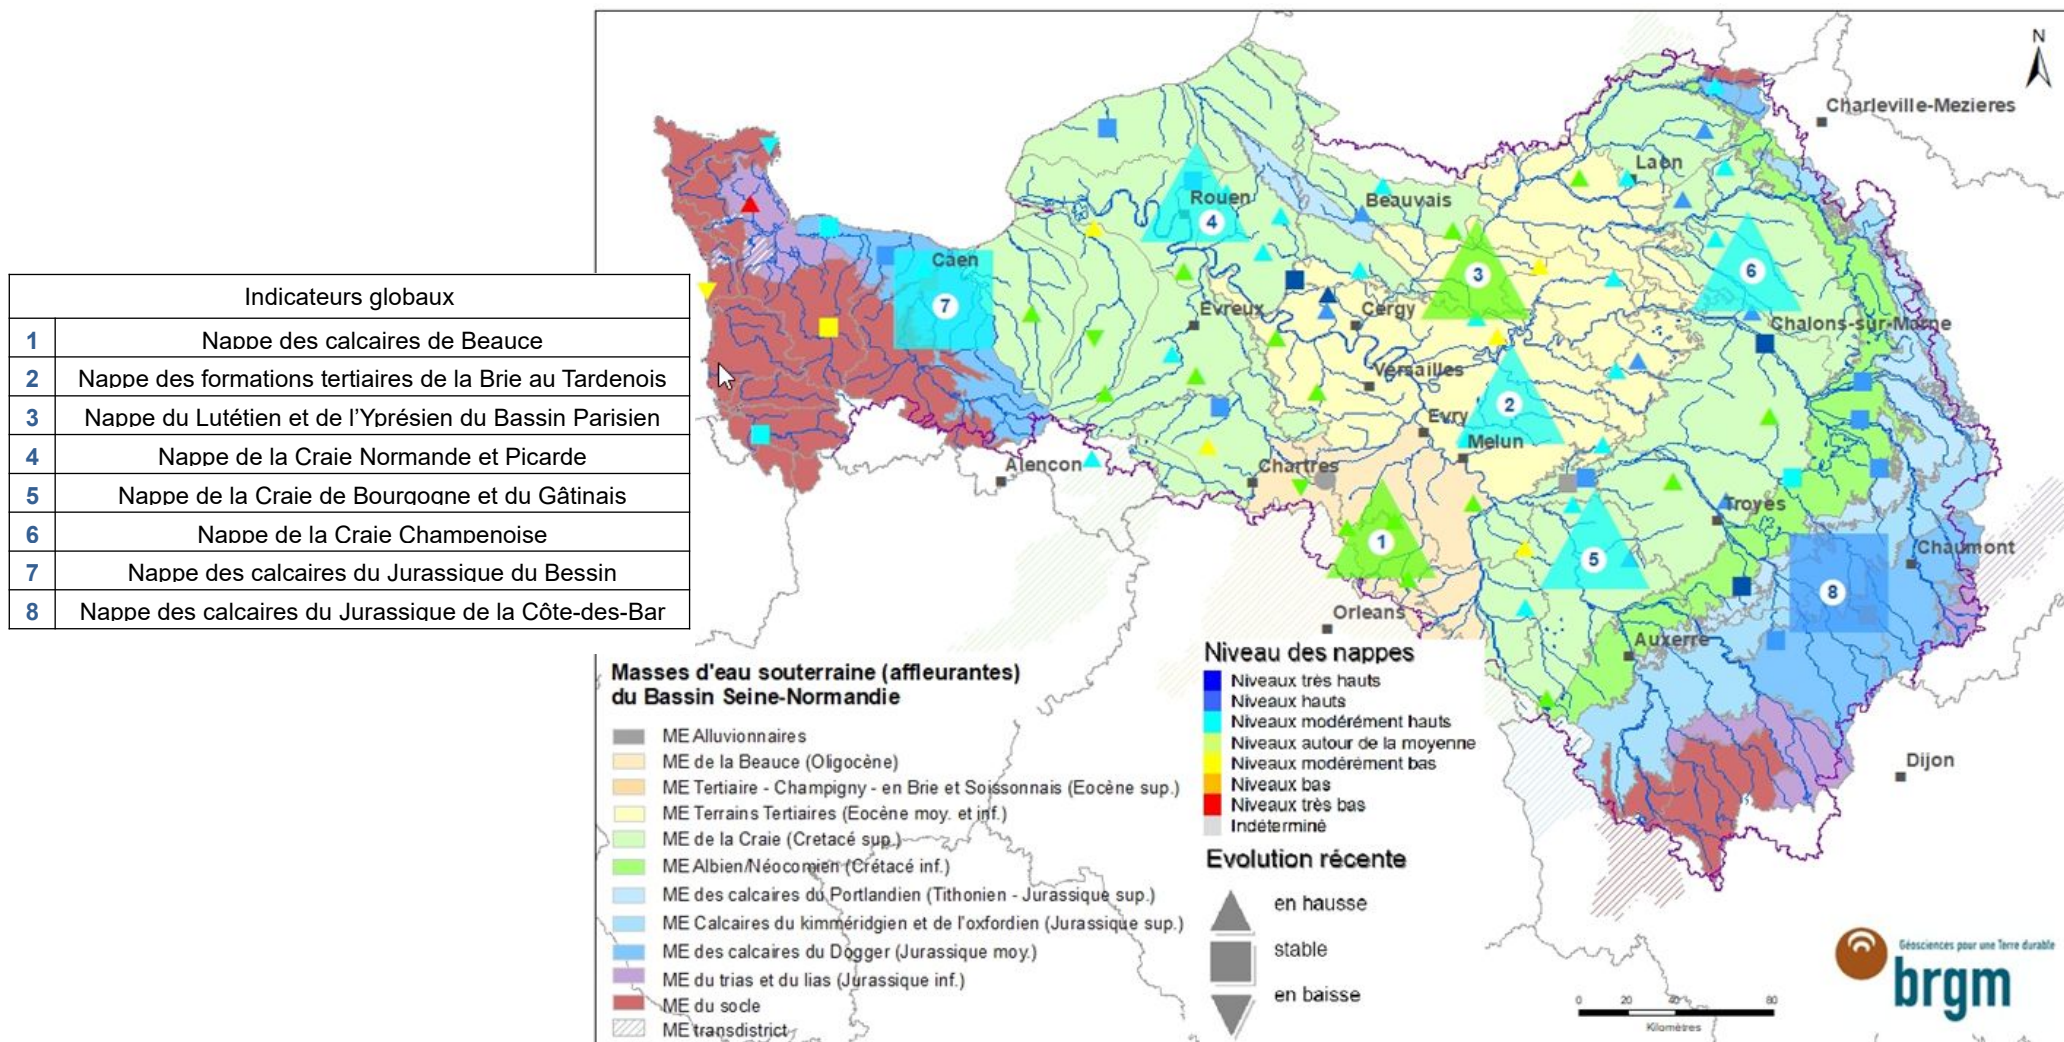 Indicateurs globaux
1 Nappe des calcaires de Beauce
2 Nappe des formations tertiaires de la Brie au Tardenois
3 Nappe du Lutétien et de l'Yprésien du Bassin Parisien
4 Nappe de la Craie Normande et Picarde
5 Nappe de la Craie de Bourgogne et du Gâtinais
6 Nappe de la Craie Champenoise
7 Nappe des calcaires du Jurassique du Bessin
8 Nappe des calcaires du Jurassique de la Côte-des-Bar
N
Charleville-Mezieres
Laon
Rouen
Beauvais
4
Caen
3
6
7
Evreux
Cergy
Chalons-sur-Marne
Versailles
2
Evry
Melun
Alencon
Chartres
Troyes
1
5
Chaumont
8
Orleans
Auxerre
Dijon
Masses d'eau souterraine (affleurantes)
du Bassin Seine-Normandie
ME Alluvionnaires
ME de la Beauce (Oligocène)
ME Tertiaire - Champigny - en Brie et Soissonnais (Eocène sup.)
ME Terrains Tertiaires (Eocène moy. et inf.)
ME de la Craie (Cretacé sup.)
ME Albien/Néocomien (Crétacé inf.)
ME des calcaires du Portlandien (Tithonien - Jurassique sup.)
ME Calcaires du kimméridgien et de l'oxfordien (Jurassique sup.)
ME des calcaires du Dogger (Jurassique moy.)
ME du trias et du lias (Jurassique inf.)
ME du socle
ME transdistrict
Niveau des nappes
Niveaux très hauts
Niveaux hauts
Niveaux modérément hauts
Niveaux autour de la moyenne
Niveaux modérément bas
Niveaux bas
Niveaux très bas
Indéterminé
Evolution récente
en hausse
stable
en baisse
Géosciences pour une Terre durable
brgm
0 20 40 80
Kilomètres